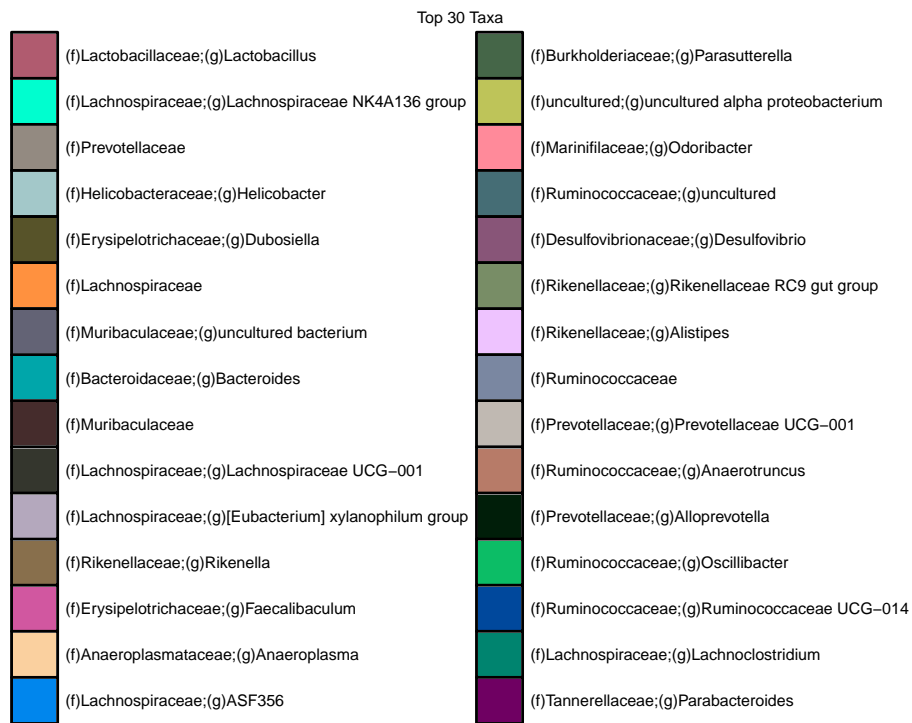 Top 30 Taxa
(f)Lactobacillaceae;(g)Lactobacillus
(f)Lachnospiraceae;(g)Lachnospiraceae NK4A136 group
(f)Prevotellaceae
(f)Helicobacteraceae;(g)Helicobacter
(f)Erysipelotrichaceae;(g)Dubosiella
(f)Lachnospiraceae
(f)Muribaculaceae;(g)uncultured bacterium
(f)Bacteroidaceae;(g)Bacteroides
(f)Muribaculaceae
(f)Lachnospiraceae;(g)Lachnospiraceae UCG−001
(f)Lachnospiraceae;(g)[Eubacterium] xylanophilum group
(f)Rikenellaceae;(g)Rikenella
(f)Erysipelotrichaceae;(g)Faecalibaculum
(f)Anaeroplasmataceae;(g)Anaeroplasma
(f)Lachnospiraceae;(g)ASF356
(f)Burkholderiaceae;(g)Parasutterella
(f)uncultured;(g)uncultured alpha proteobacterium
(f)Marinifilaceae;(g)Odoribacter
(f)Ruminococcaceae;(g)uncultured
(f)Desulfovibrionaceae;(g)Desulfovibrio
(f)Rikenellaceae;(g)Rikenellaceae RC9 gut group
(f)Rikenellaceae;(g)Alistipes
(f)Ruminococcaceae
(f)Prevotellaceae;(g)Prevotellaceae UCG−001
(f)Ruminococcaceae;(g)Anaerotruncus
(f)Prevotellaceae;(g)Alloprevotella
(f)Ruminococcaceae;(g)Oscillibacter
(f)Ruminococcaceae;(g)Ruminococcaceae UCG−014
(f)Lachnospiraceae;(g)Lachnoclostridium
(f)Tannerellaceae;(g)Parabacteroides